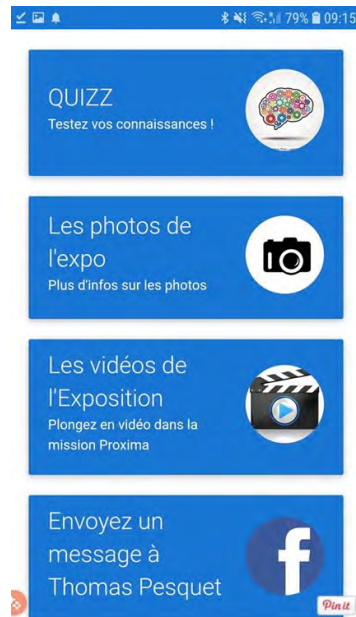 79% 09:15
QUIZZ
Testez vos connaissances !
Les photos de
l'expo
Plus d'infos sur les photos
Les vidéos de
l'Exposition
Plongez en vidéo dans la
mission Proxima
Envoyez un
message à
Thomas Pesquet
f
Pin it